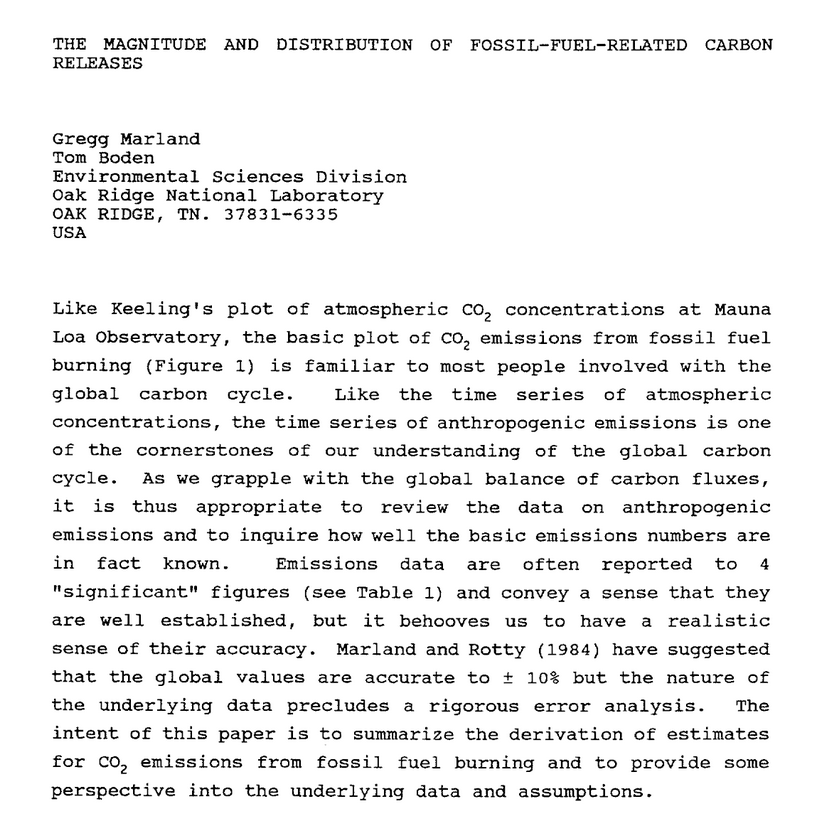 THE MAGNITUDE AND DISTRIBUTION OF FOSSIL-FUEL-RELATED CARBON
RELEASES
Gregg Marland
Tom Boden
Environmental Sciences Division
Oak Ridge National Laboratory
OAK RIDGE, TN. 37831-6335
USA
Like Keeling's plot of atmospheric CO₂ concentrations at Mauna
Loa Observatory, the basic plot of CO₂ emissions from fossil fuel
burning (Figure 1) is familiar to most people involved with the
global carbon cycle. Like the time series of atmospheric
concentrations, the time series of anthropogenic emissions is one
of the cornerstones of our understanding of the global carbon
cycle. As we grapple with the global balance of carbon fluxes,
it is thus appropriate to review the data on anthropogenic
emissions and to inquire how well the basic emissions numbers are
in fact known. Emissions data are often reported to 4
"significant" figures (see Table 1) and convey a sense that they
are well established, but it behooves us to have a realistic
sense of their accuracy. Marland and Rotty (1984) have suggested
that the global values are accurate to ± 10% but the nature of
the underlying data precludes a rigorous error analysis. The
intent of this paper is to summarize the derivation of estimates
for CO₂ emissions from fossil fuel burning and to provide some
perspective into the underlying data and assumptions.